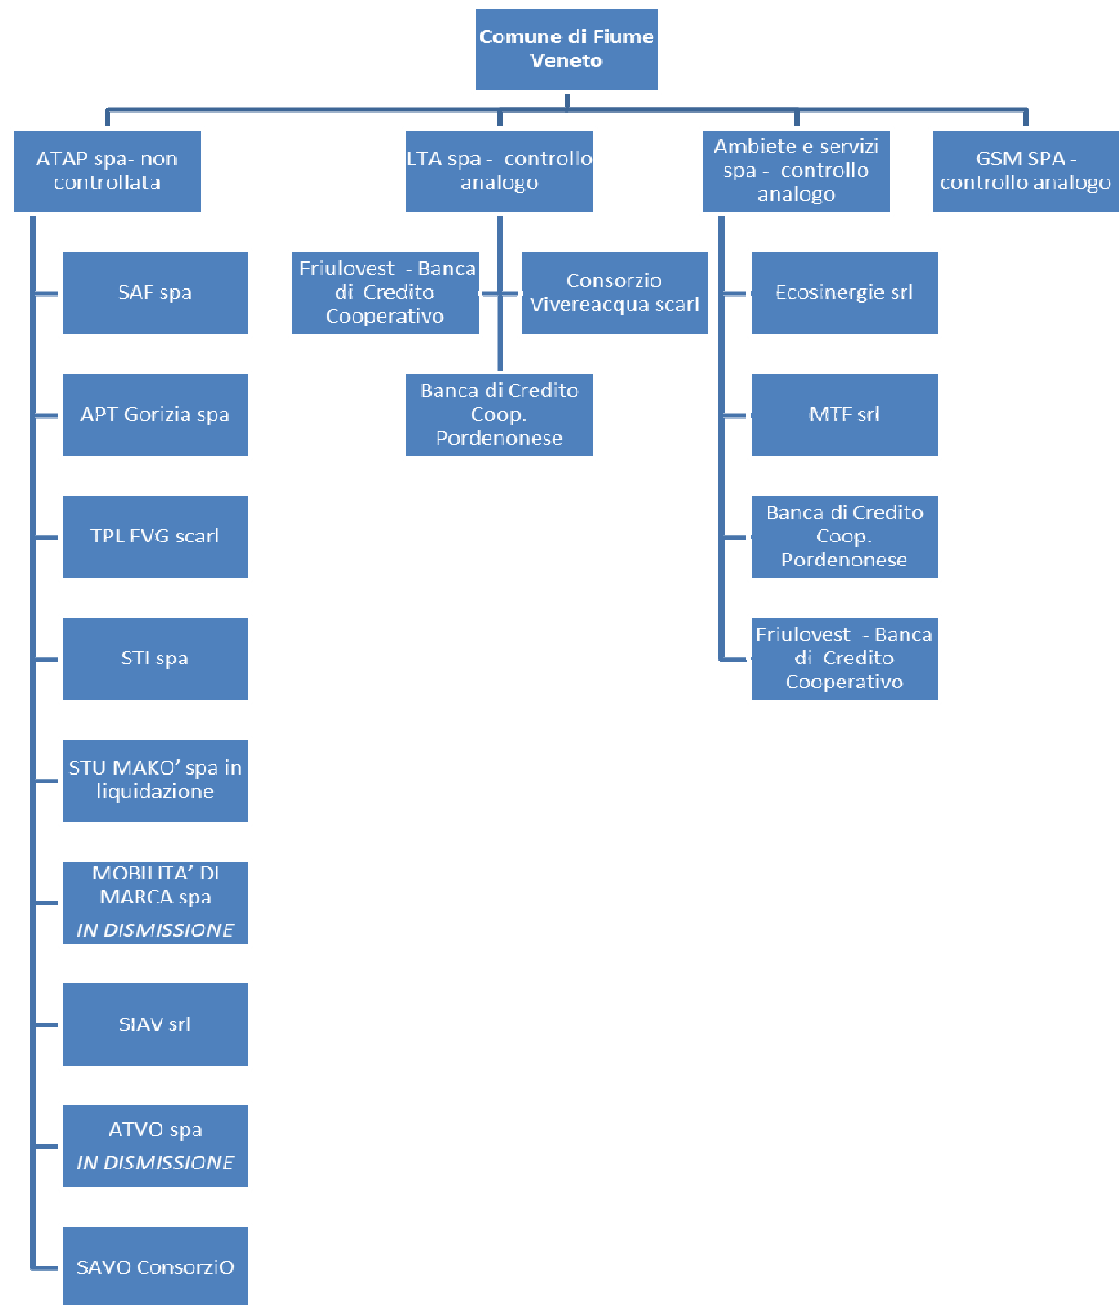 Comune di Fiume
Veneto
ATAP spa- non
controllata
LTA spa - controllo
analogo
Ambiete e servizi
spa - controllo
analogo
GSM SPA -
controllo analogo
SAF spa
APT Gorizia spa
TPL FVG scarl
STI spa
STU MAKO’ spa in
liquidazione
MOBILITA’ DI
MARCA spa
IN DISMISSIONE
SIAV srl
ATVO spa
IN DISMISSIONE
SAVO ConsorziO
Friulovest - Banca
di Credito
Cooperativo
Consorzio
Vivereacqua scarl
Banca di Credito
Coop.
Pordenonese
Ecosinergie srl
MTF srl
Banca di Credito
Coop.
Pordenonese
Friulovest - Banca
di Credito
Cooperativo